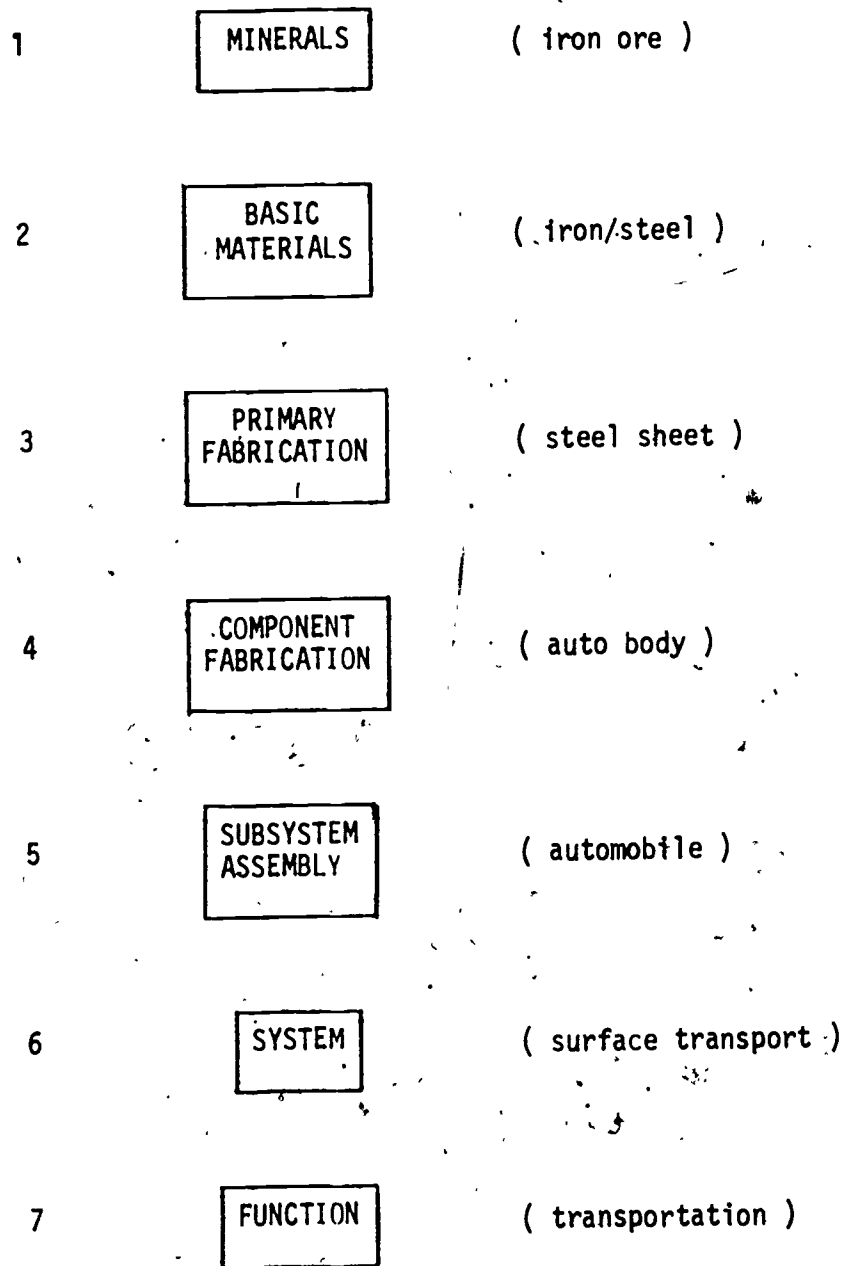 1 MINERALS ( iron ore )
2 BASIC MATERIALS ( iron/steel )
3 PRIMARY FABRICATION ( steel sheet )
4 COMPONENT FABRICATION ( auto body )
5 SUBSYSTEM ASSEMBLY ( automobile )
6 SYSTEM ( surface transport )
7 FUNCTION ( transportation )